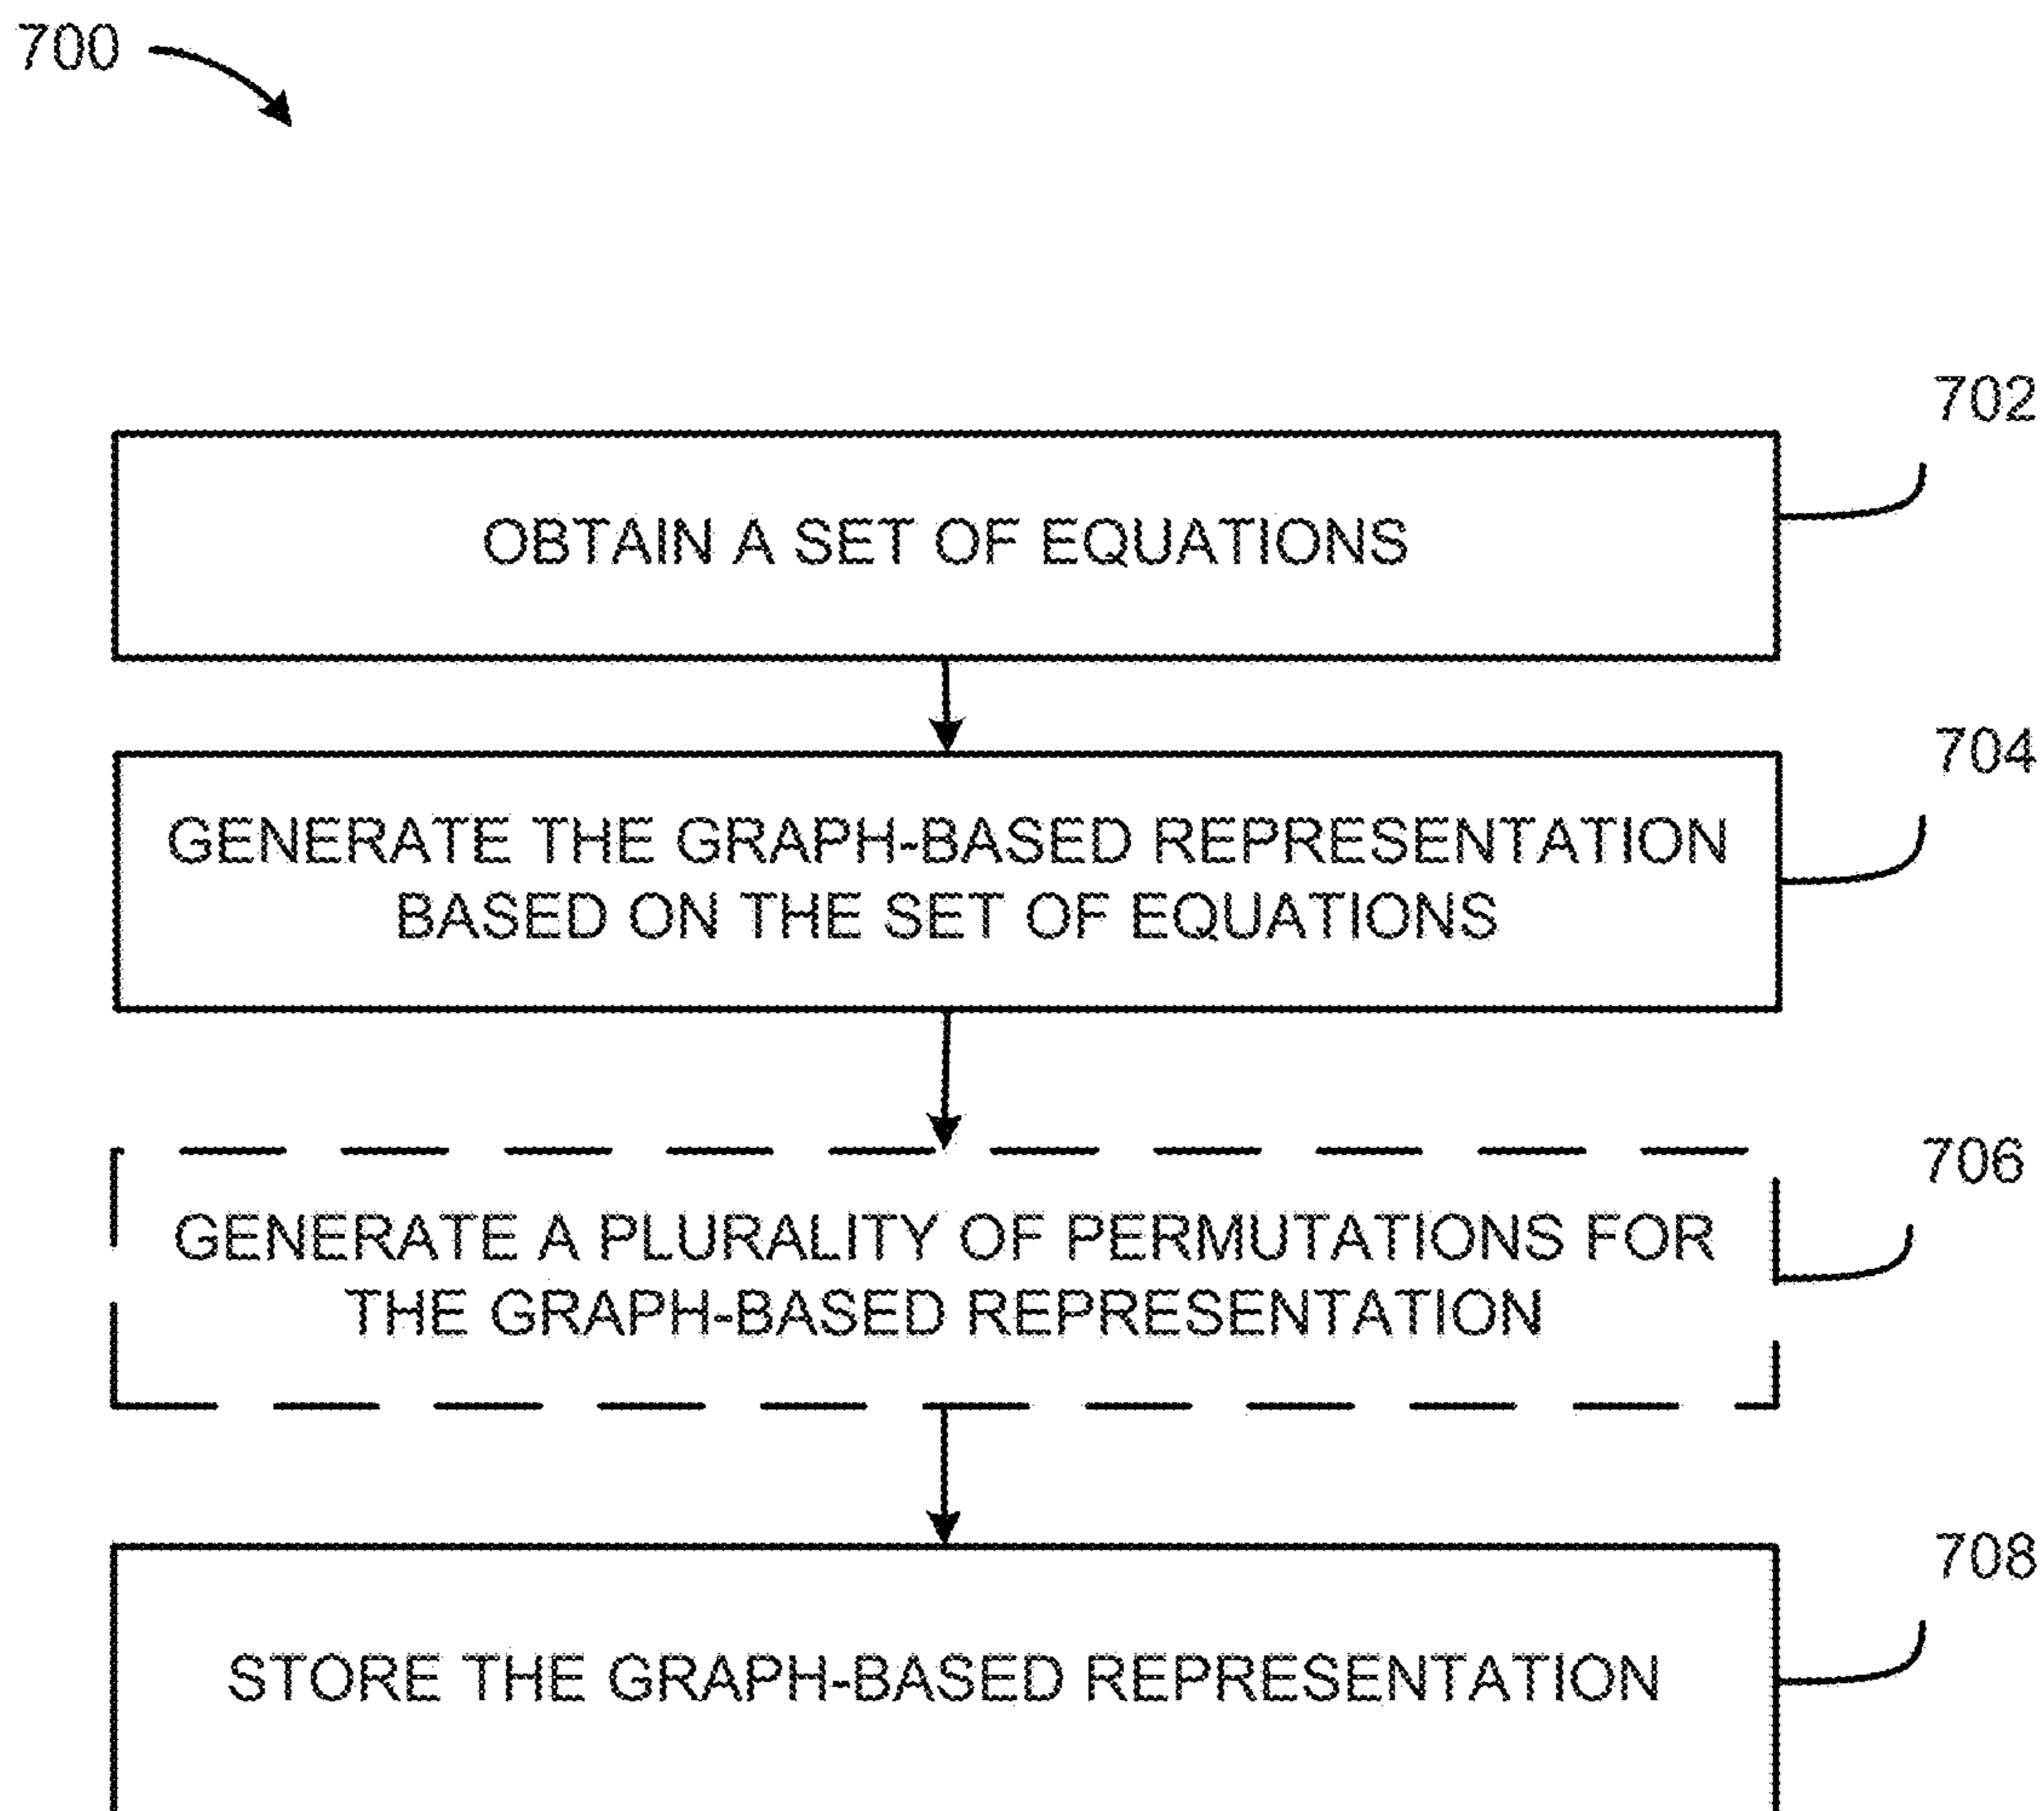 700
702
OBTAIN A SET OF EQUATIONS
704
GENERATE THE GRAPH-BASED REPRESENTATION
BASED ON THE SET OF EQUATIONS
706
GENERATE A PLURALITY OF PERMUTATIONS FOR
THE GRAPH-BASED REPRESENTATION
708
STORE THE GRAPH-BASED REPRESENTATION